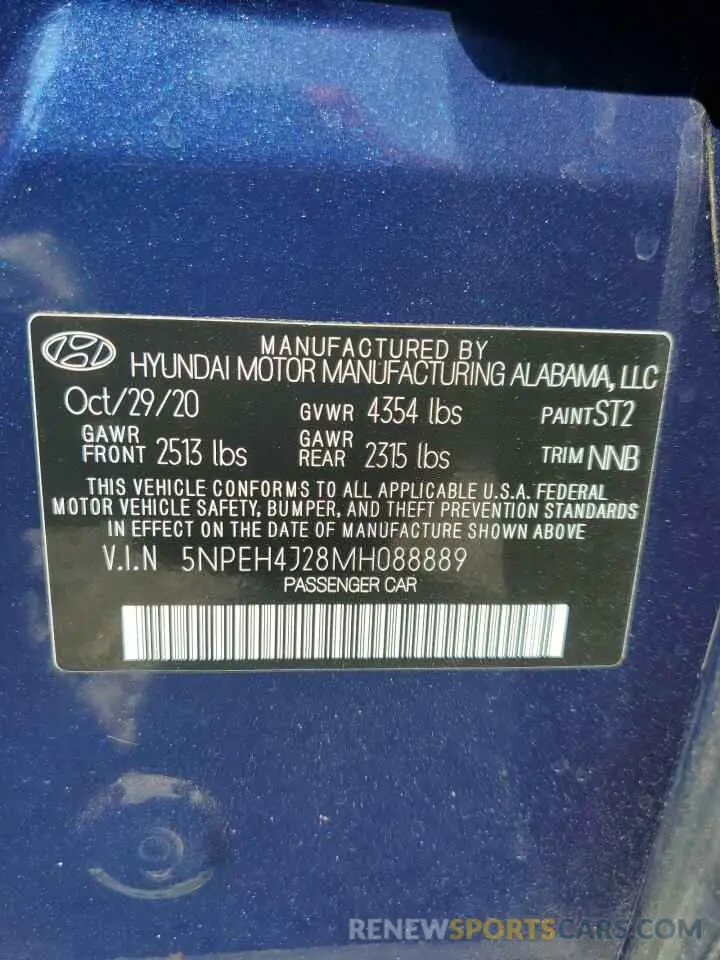 MANUFACTURED BY
HYUNDAI MOTOR MANUFACTURING ALABAMA, LLC
Oct/29/20 GVWR 4354 lbs PAINT ST2
GAWR FRONT 2513 lbs GAWR REAR 2315 lbs TRIM NNB
THIS VEHICLE CONFORMS TO ALL APPLICABLE U.S.A. FEDERAL
MOTOR VEHICLE SAFETY, BUMPER, AND THEFT PREVENTION STANDARDS
IN EFFECT ON THE DATE OF MANUFACTURE SHOWN ABOVE
V.I.N 5NPEH4J28MH088889
PASSENGER CAR
RENEWSPORTSCARS.COM